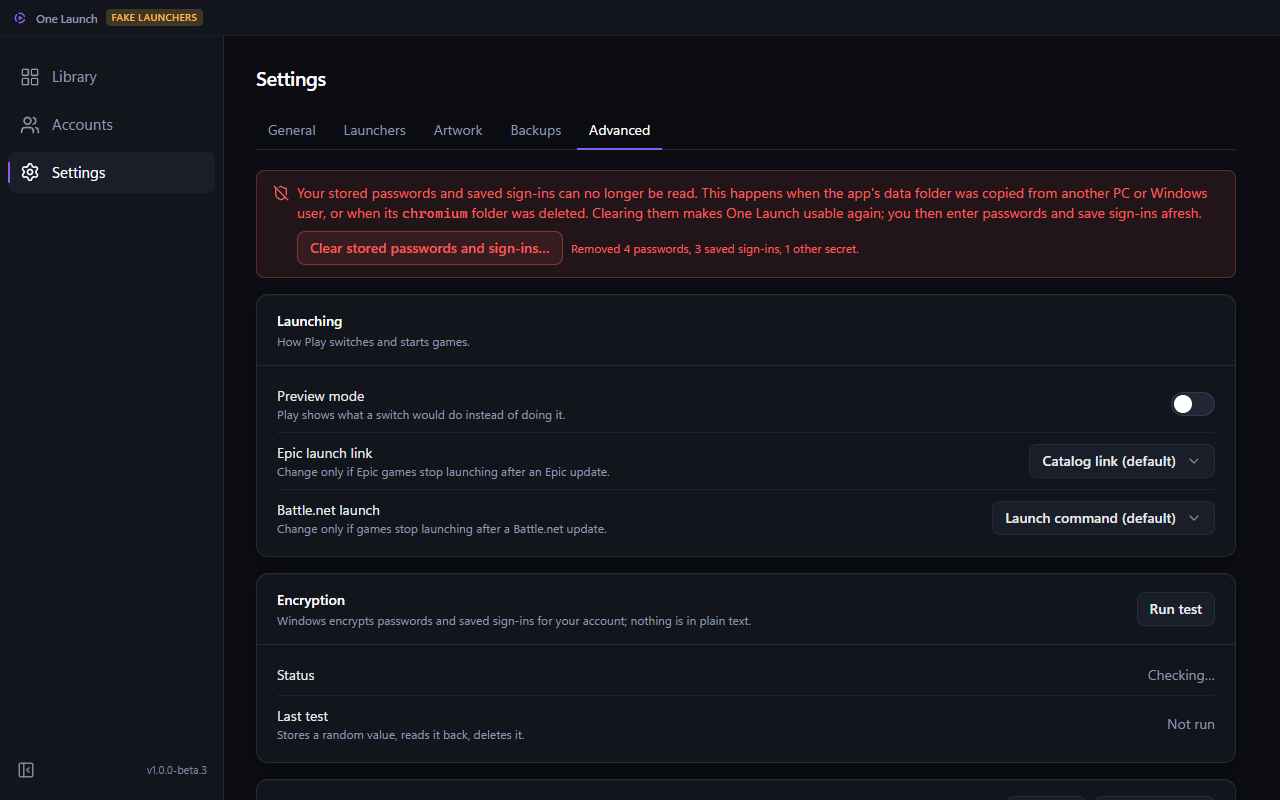 One Launch FAKE LAUNCHERS
Library
Accounts
Settings
v1.0.0-beta.3
Settings
General Launchers Artwork Backups Advanced
Your stored passwords and saved sign-ins can no longer be read. This happens when the app's data folder was copied from another PC or Windows
user, or when its chromium folder was deleted. Clearing them makes One Launch usable again; you then enter passwords and save sign-ins afresh.
Clear stored passwords and sign-ins... Removed 4 passwords, 3 saved sign-ins, 1 other secret.
Launching
How Play switches and starts games.
Preview mode
Play shows what a switch would do instead of doing it.
Epic launch link
Change only if Epic games stop launching after an Epic update.
Catalog link (default)
Battle.net launch
Change only if games stop launching after a Battle.net update.
Launch command (default)
Encryption
Windows encrypts passwords and saved sign-ins for your account; nothing is in plain text.
Run test
Status Checking...
Last test
Stores a random value, reads it back, deletes it.
Not run